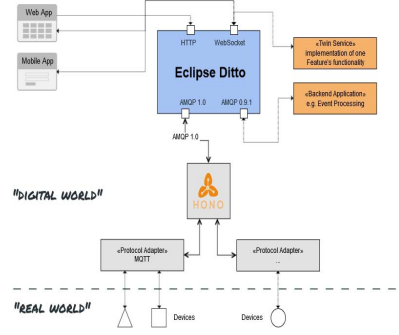 Web App
Mobile App
HTTP
WebSocket
Eclipse Ditto
AMQP 1.0
AMQP 0.9.1
«Twin Service»
implementation of one
Feature's functionality
«Backend Application»
e.g. Event Processing
AMQP 1.0
HONO
"DIGITAL WORLD"
«Protocol Adapter»
MQTT
«Protocol Adapter»
...
"REAL WORLD"
Devices
Devices